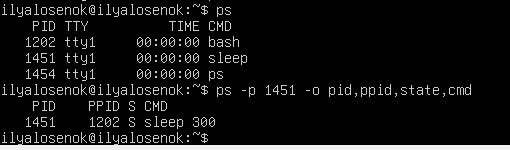 ilyalosenok@ilyalosenok:~$ ps
    PID TTY          TIME CMD
   1202 tty1     00:00:00 bash
   1451 tty1     00:00:00 sleep
   1454 tty1     00:00:00 ps
ilyalosenok@ilyalosenok:~$ ps -p 1451 -o pid,ppid,state,cmd
    PID    PPID S CMD
   1451    1202 S sleep 300
ilyalosenok@ilyalosenok:~$